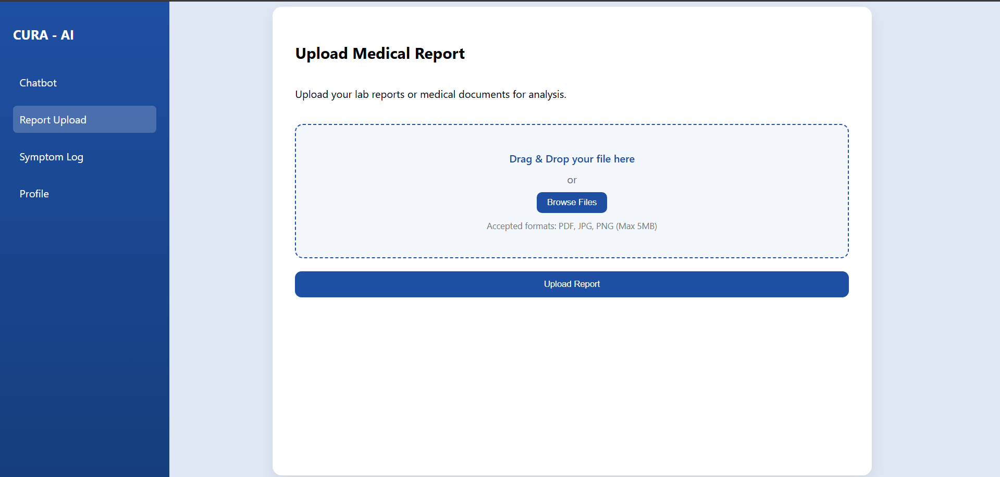 CURA - AI
Chatbot
Report Upload
Symptom Log
Profile
Upload Medical Report
Upload your lab reports or medical documents for analysis.
Drag & Drop your file here
or
Browse Files
Accepted formats: PDF, JPG, PNG (Max 5MB)
Upload Report